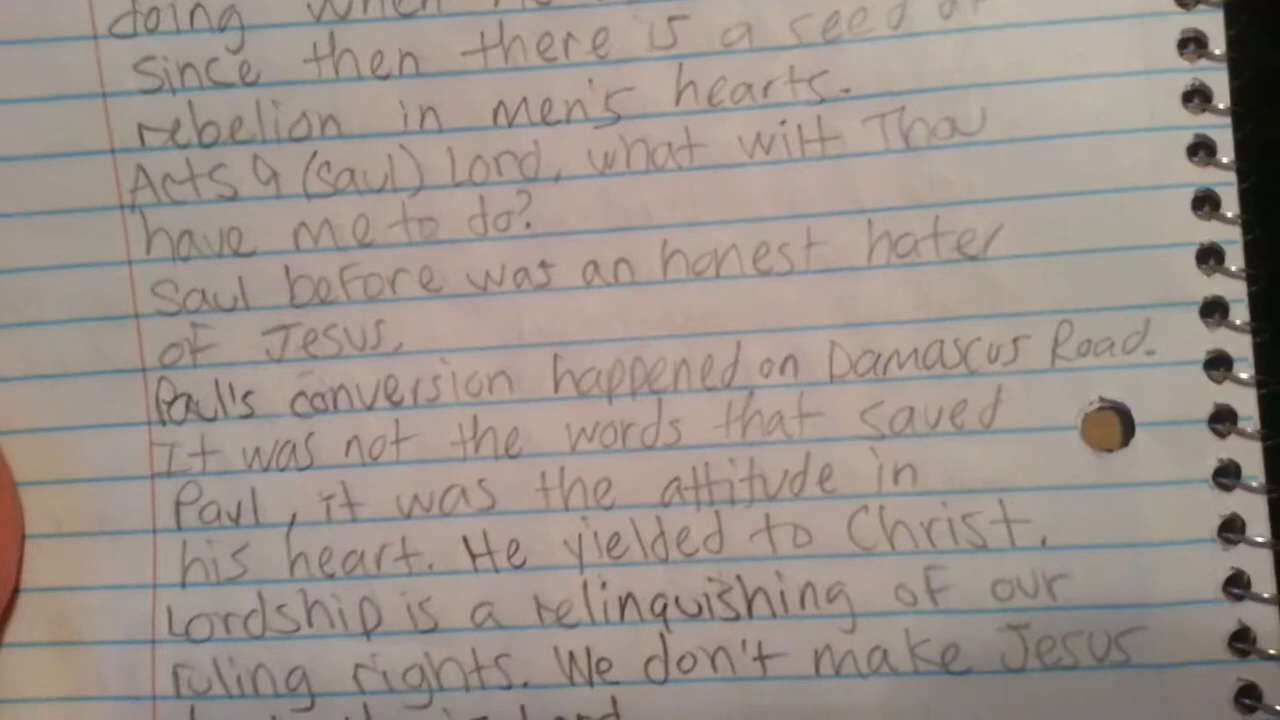 doing when
since then there is a seed of
rebelion in men's hearts.
Acts 9 (Saul) Lord, what wilt Thou
have me to do?
Saul before was an honest hater
of Jesus.
Paul's conversion happened on Damascus Road.
It was not the words that saved
Paul, it was the attitude in
his heart. He yielded to Christ.
Lordship is a relinquishing of our
ruling rights. We don't make Jesus
Lord